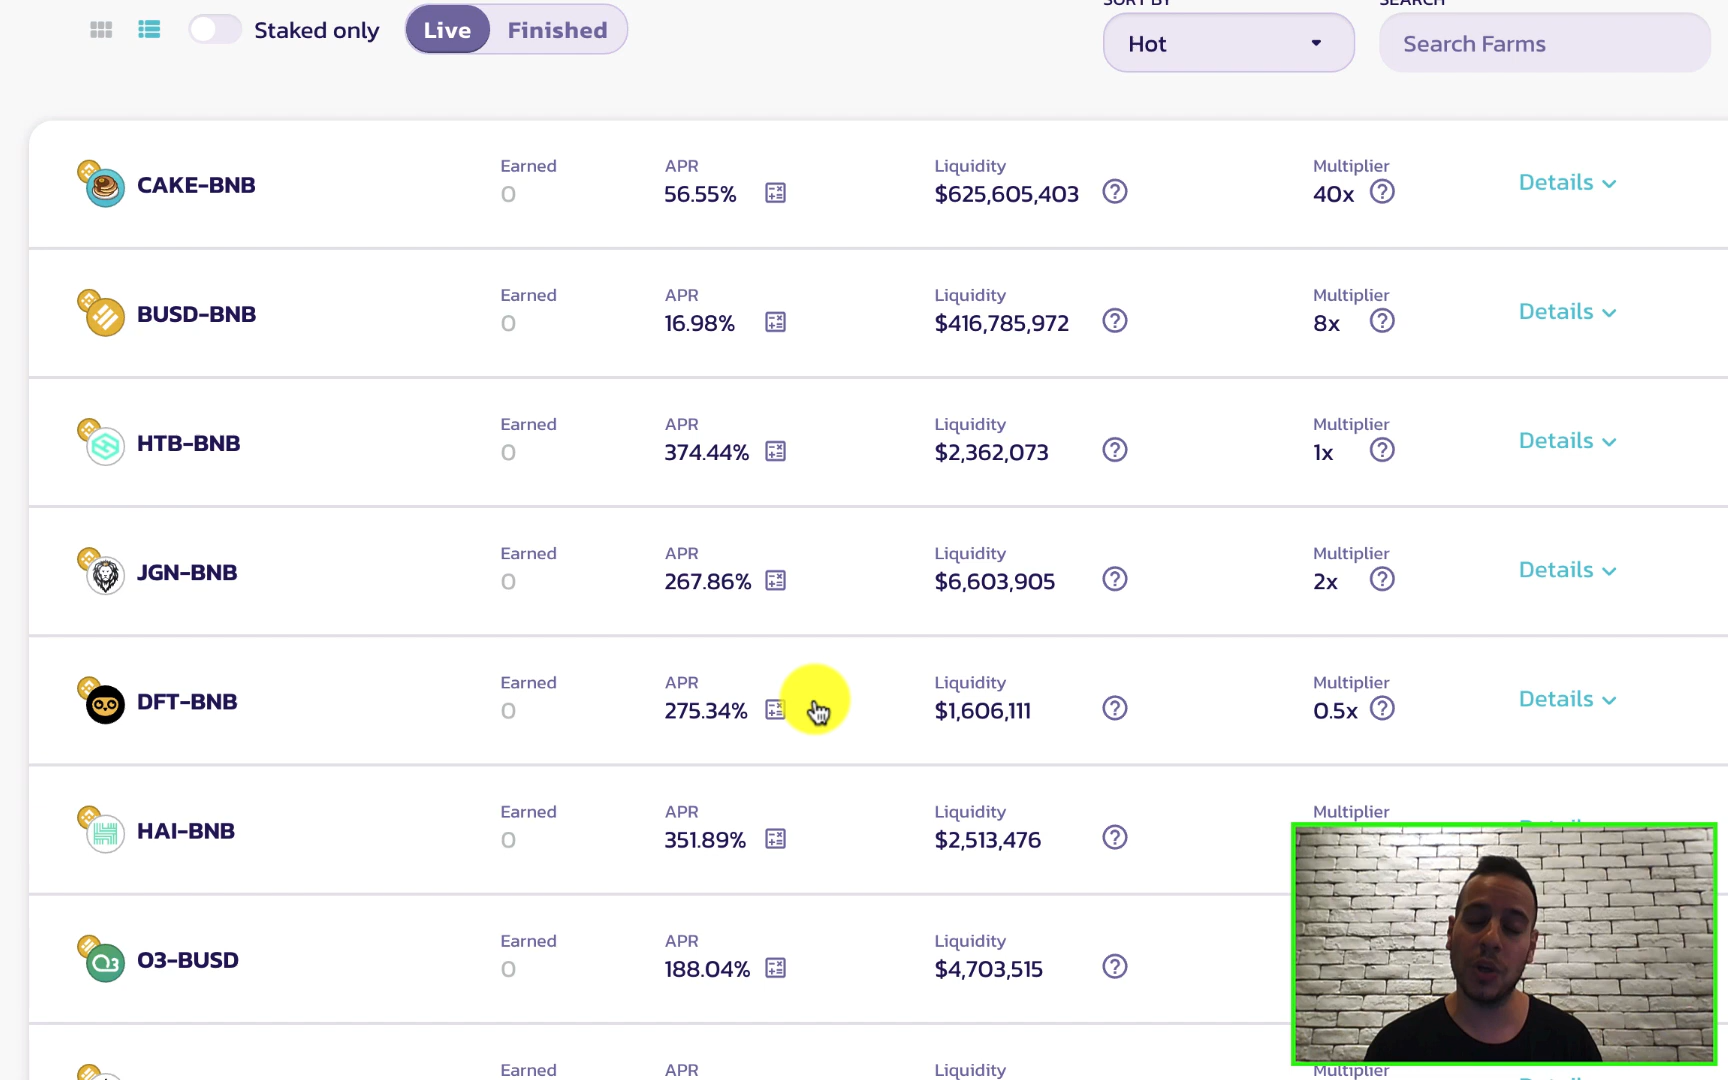 SORT BY
SEARCH
Staked only
Live
Finished
Hot
Search Farms
CAKE-BNB
Earned
0
APR
56.55%
Liquidity
$625,605,403
Multiplier
40x
Details
BUSD-BNB
Earned
0
APR
16.98%
Liquidity
$416,785,972
Multiplier
8x
Details
HTB-BNB
Earned
0
APR
374.44%
Liquidity
$2,362,073
Multiplier
1x
Details
JGN-BNB
Earned
0
APR
267.86%
Liquidity
$6,603,905
Multiplier
2x
Details
DFT-BNB
Earned
0
APR
275.34%
Liquidity
$1,606,111
Multiplier
0.5x
Details
HAI-BNB
Earned
0
APR
351.89%
Liquidity
$2,513,476
Multiplier
O3-BUSD
Earned
0
APR
188.04%
Liquidity
$4,703,515
Earned
APR
Liquidity
Multiplier